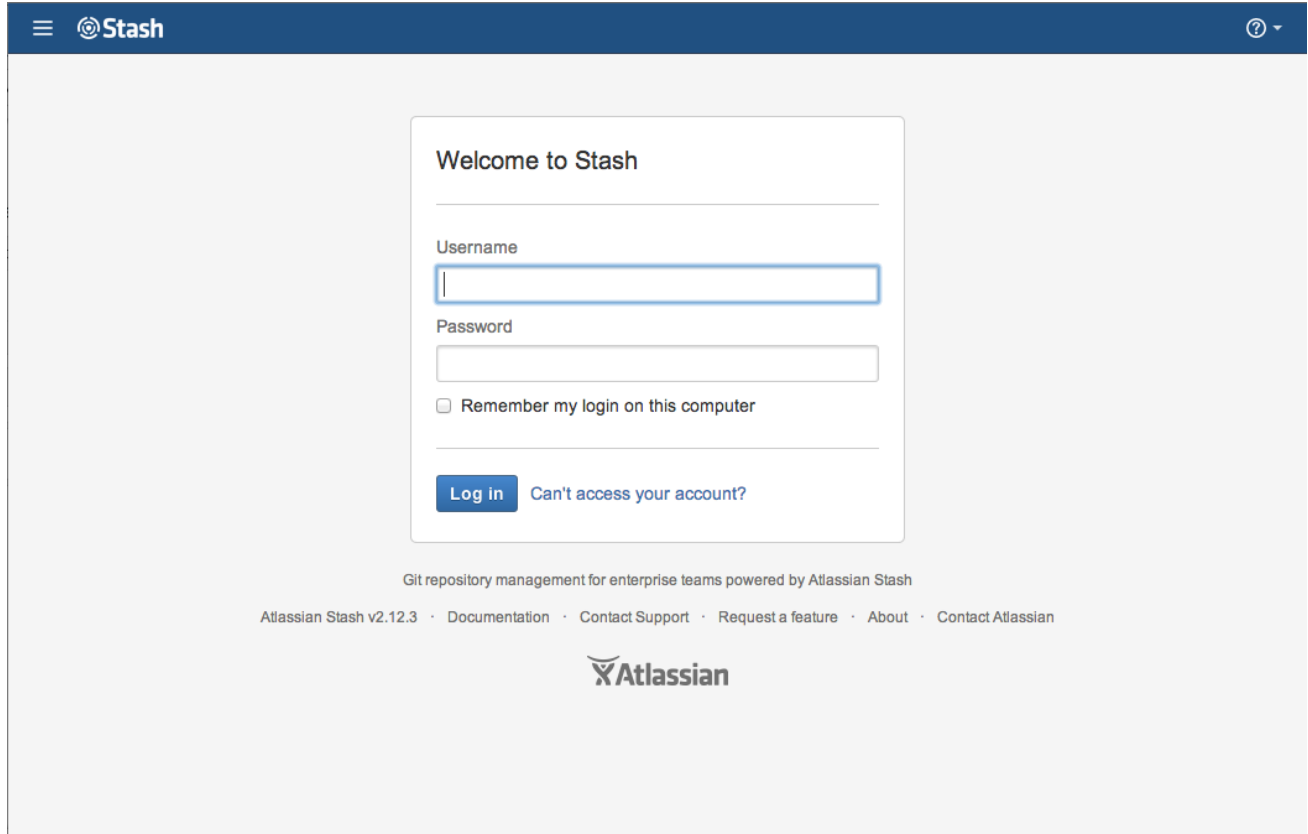 Stash
Welcome to Stash
Username
Password
Remember my login on this computer
Log in Can't access your account?
Git repository management for enterprise teams powered by Atlassian Stash
Atlassian Stash v2.12.3 · Documentation · Contact Support · Request a feature · About · Contact Atlassian
Atlassian